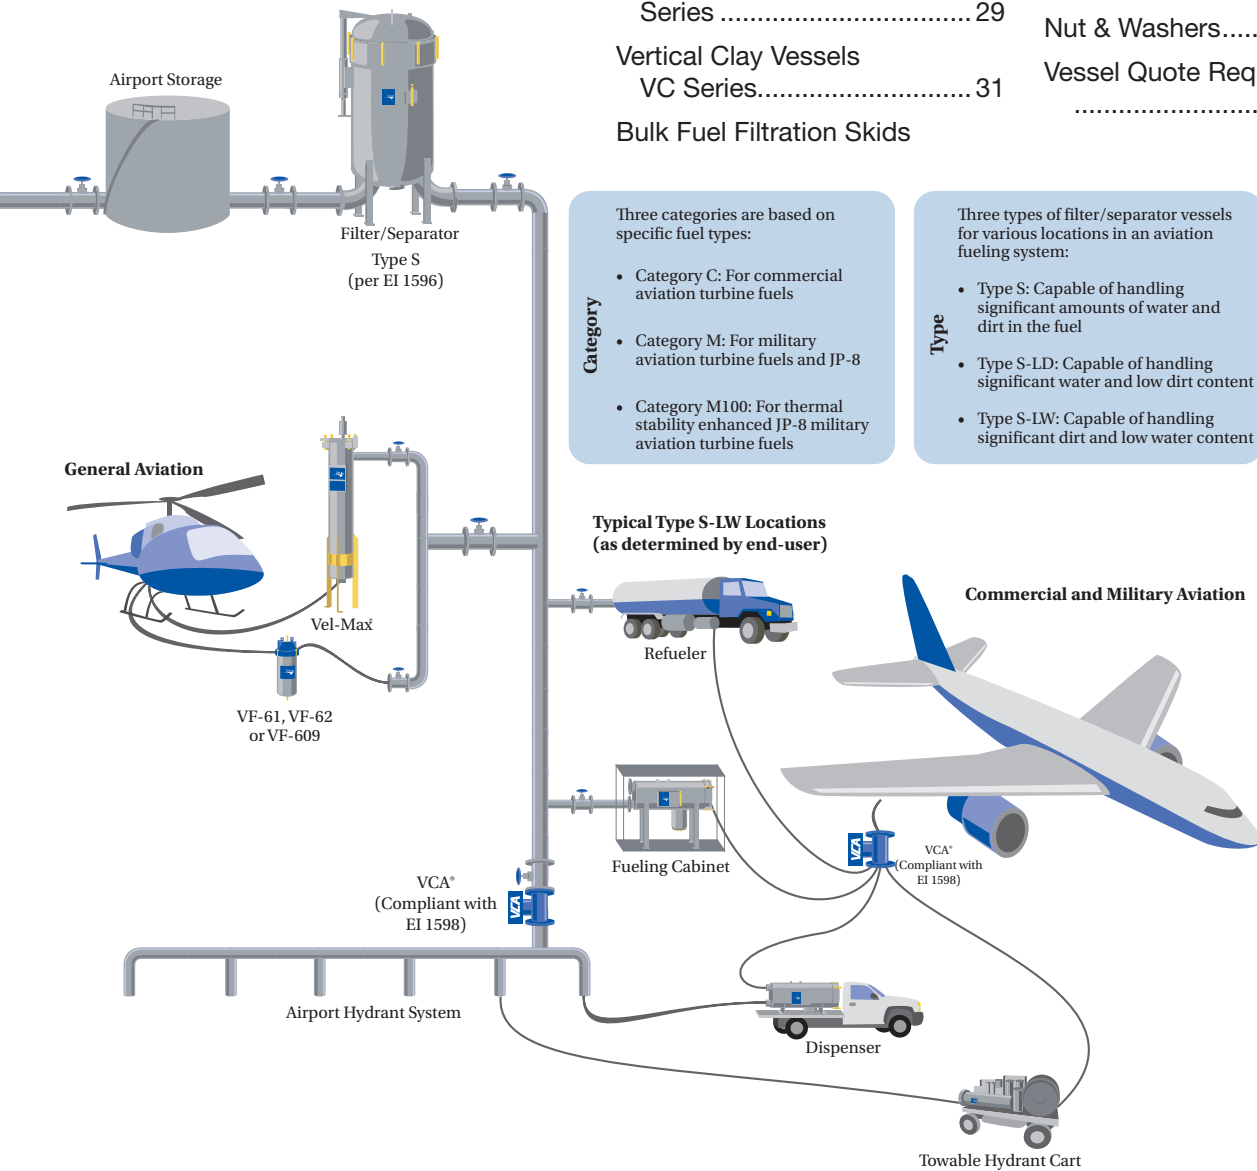 Series ................................ 29
Vertical Clay Vessels
VC Series............................ 31
Bulk Fuel Filtration Skids
Nut & Washers.....
Vessel Quote Req
........................
Airport Storage
Filter/Separator
Type S
(per EI 1596)
Category
Three categories are based on
specific fuel types:
• Category C: For commercial
aviation turbine fuels
• Category M: For military
aviation turbine fuels and JP-8
• Category M100: For thermal
stability enhanced JP-8 military
aviation turbine fuels
Type
Three types of filter/separator vessels
for various locations in an aviation
fueling system:
• Type S: Capable of handling
significant amounts of water and
dirt in the fuel
• Type S-LD: Capable of handling
significant water and low dirt content
• Type S-LW: Capable of handling
significant dirt and low water content
General Aviation
Vel-Max®
VF-61, VF-62
or VF-609
Typical Type S-LW Locations
(as determined by end-user)
Refueler
Commercial and Military Aviation
Fueling Cabinet
VCA
VCA®
(Compliant with
EI 1598)
VCA®
(Compliant with
EI 1598)
VCA
Airport Hydrant System
Dispenser
Towable Hydrant Cart